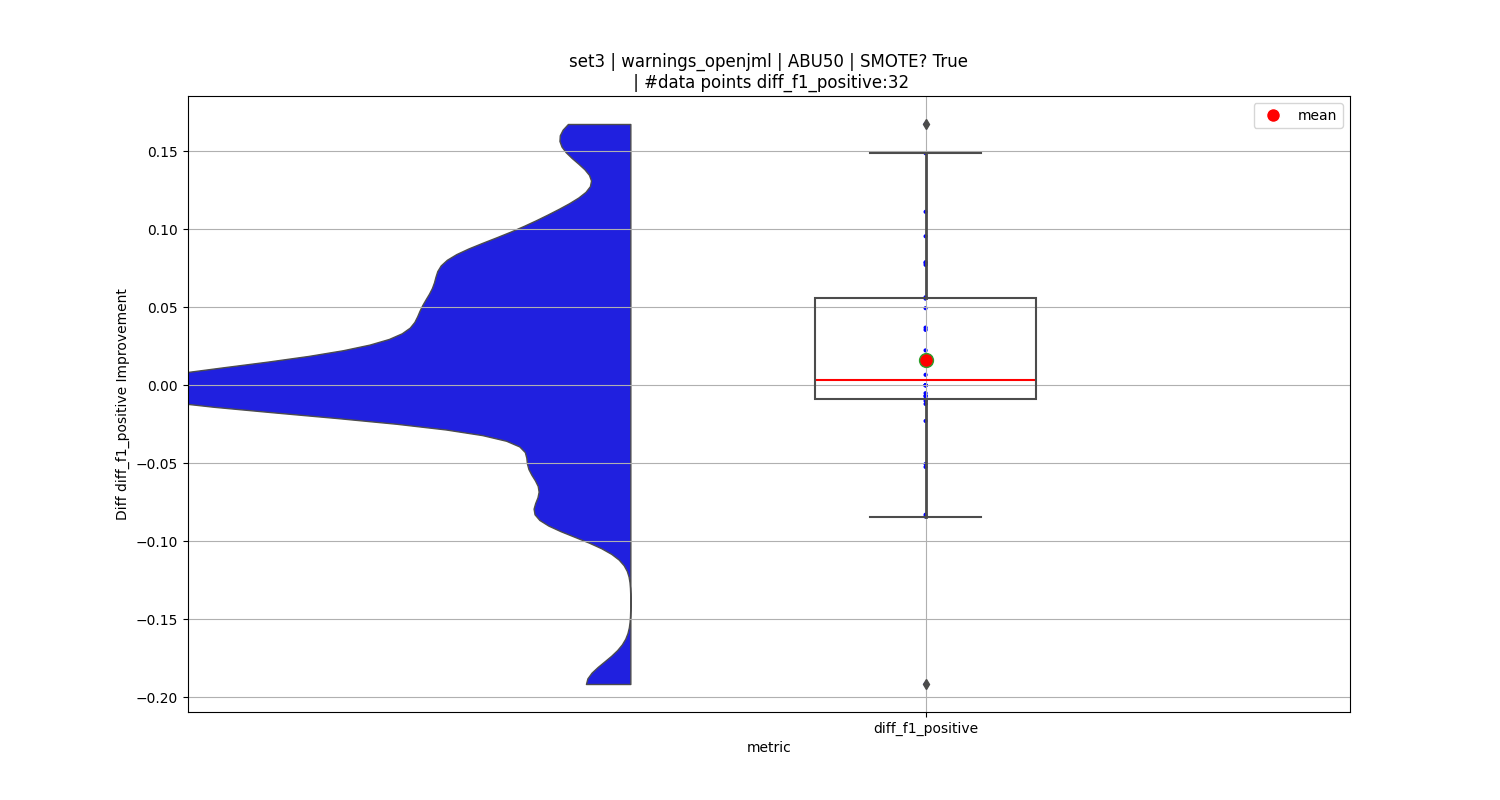 set3 | warnings_openjml | ABU50 | SMOTE? True
| #data points diff_f1_positive:32
mean
0.15
0.10
0.05
0.00
−0.05
−0.10
−0.15
−0.20
Diff diff_f1_positive Improvement
diff_f1_positive
metric